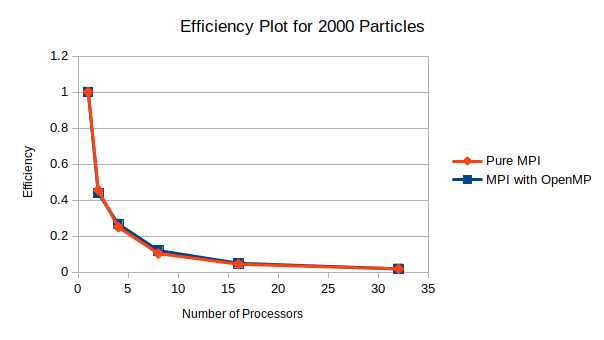 Efficiency Plot for 2000 Particles
1.2
1
0.8
0.6
0.4
0.2
0
0 5 10 15 20 25 30 35
Efficiency
Number of Processors
Pure MPI
MPI with OpenMP